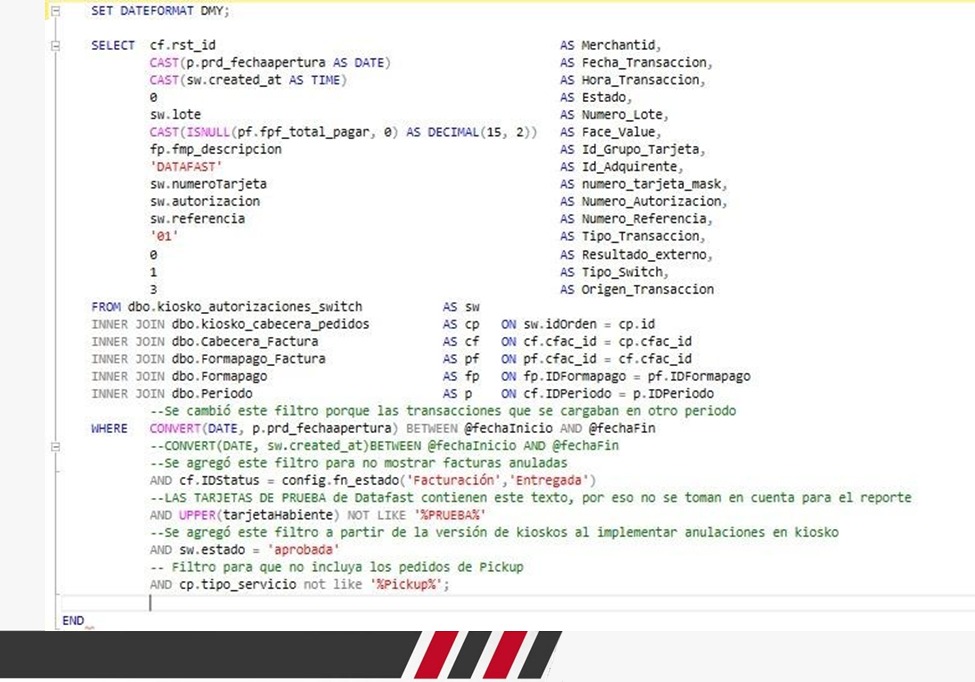 SET DATEFORMAT DMY;
SELECT cf.rst_id AS Merchantid,
CAST(p.prd_fechaapertura AS DATE) AS Fecha_Transaccion,
CAST(sw.created_at AS TIME) AS Hora_Transaccion,
0 AS Estado,
sw.lote AS Numero_Lote,
CAST(ISNULL(pf.fpf_total_pagar, 0) AS DECIMAL(15, 2)) AS Face_Value,
fp.fmp_descripcion AS Id_Grupo_Tarjeta,
'DATAFAST' AS Id_Adquirente,
sw.numeroTarjeta AS numero_tarjeta_mask,
sw.autorizacion AS Numero_Autorizacion,
sw.referencia AS Numero_Referencia,
'01' AS Tipo_Transaccion,
0 AS Resultado_externo,
1 AS Tipo_Switch,
3 AS Origen_Transaccion
FROM dbo.kiosko_autorizaciones_switch AS sw
INNER JOIN dbo.kiosko_cabecera_pedidos AS cp ON sw.idOrden = cp.id
INNER JOIN dbo.Cabecera_Factura AS cf ON cf.cfac_id = cp.cfac_id
INNER JOIN dbo.Formapago_Factura AS pf ON pf.cfac_id = cf.cfac_id
INNER JOIN dbo.Formapago AS fp ON fp.IDFormapago = pf.IDFormapago
INNER JOIN dbo.Periodo AS p ON cf.IDPeriodo = p.IDPeriodo
--Se cambió este filtro porque las transacciones que se cargaban en otro periodo
WHERE CONVERT(DATE, p.prd_fechaapertura) BETWEEN @fechaInicio AND @fechaFin
--CONVERT(DATE, sw.created_at)BETWEEN @fechaInicio AND @fechaFin
--Se agregó este filtro para no mostrar facturas anuladas
AND cf.IDStatus = config.fn_estado('Facturación','Entregada')
--LAS TARJETAS DE PRUEBA de Datafast contienen este texto, por eso no se toman en cuenta para el reporte
AND UPPER(tarjetaHabiente) NOT LIKE '%PRUEBA%'
--Se agregó este filtro a partir de la versión de kioskos al implementar anulaciones en kiosko
AND sw.estado = 'aprobada'
-- Filtro para que no incluya los pedidos de Pickup
AND cp.tipo_servicio not like '%Pickup%';
END